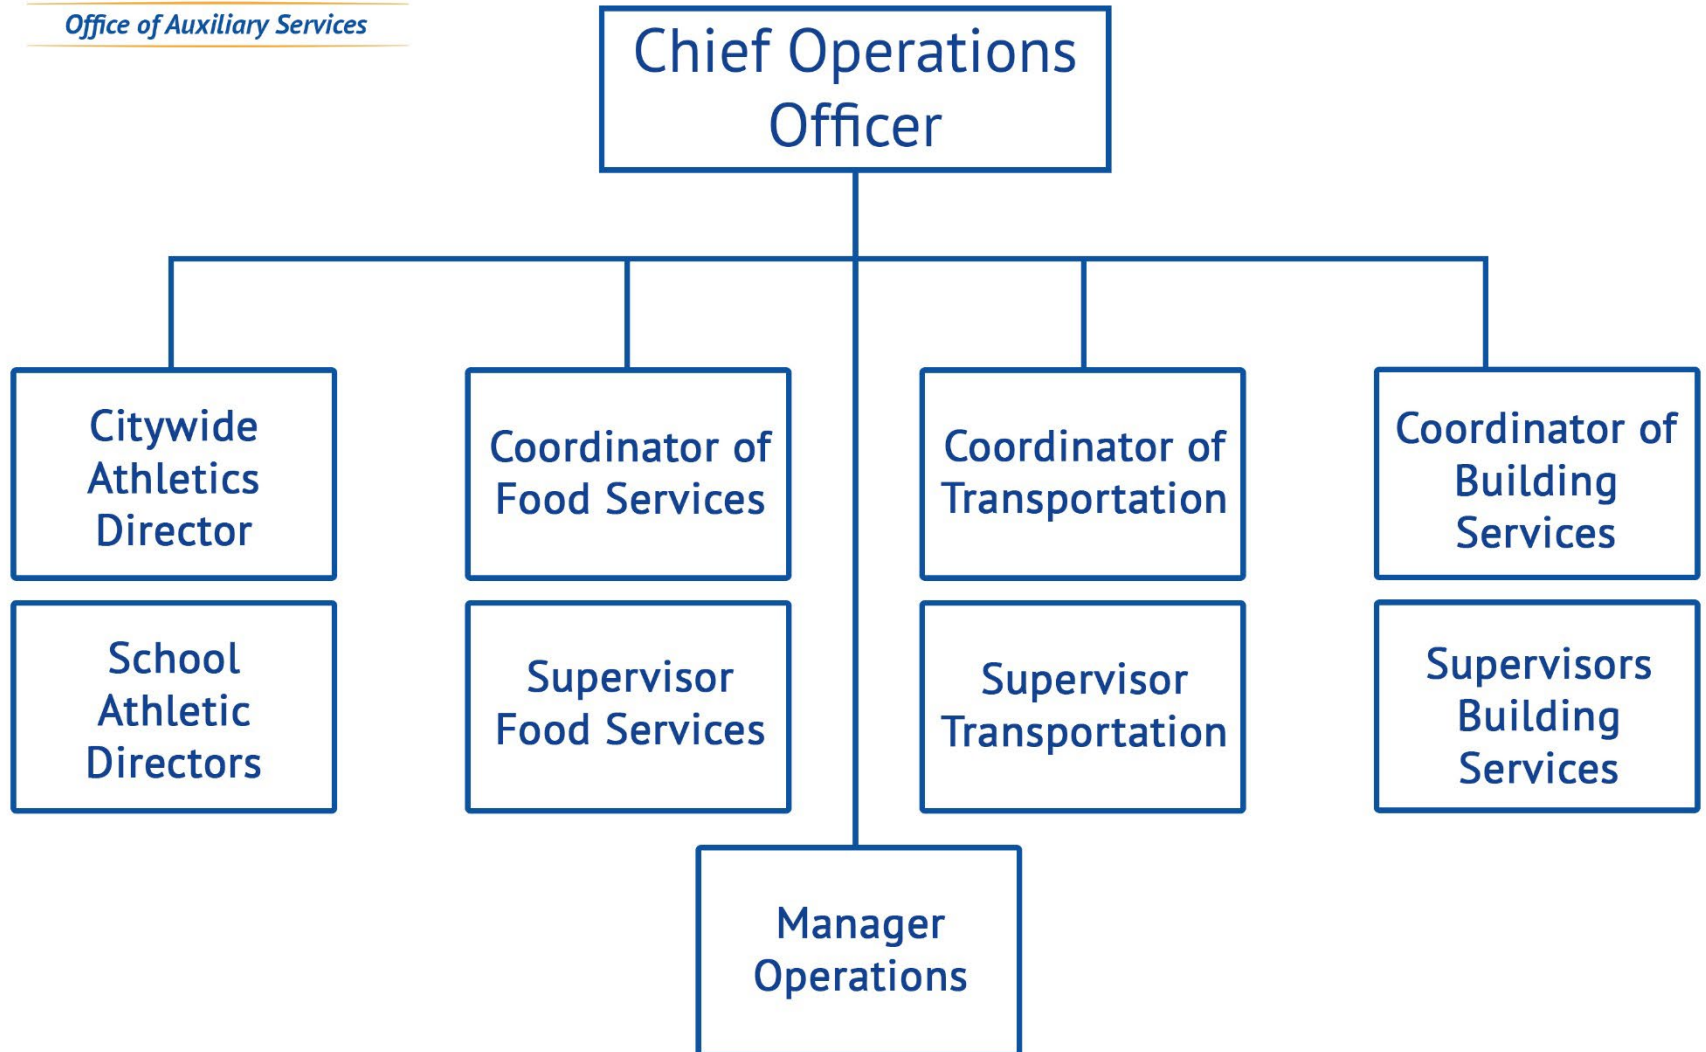 Office of Auxiliary Services
Chief Operations
Officer
Citywide
Athletics
Director
Coordinator of
Food Services
Coordinator of
Transportation
Coordinator of
Building
Services
School
Athletic
Directors
Supervisor
Food Services
Supervisor
Transportation
Supervisors
Building
Services
Manager
Operations